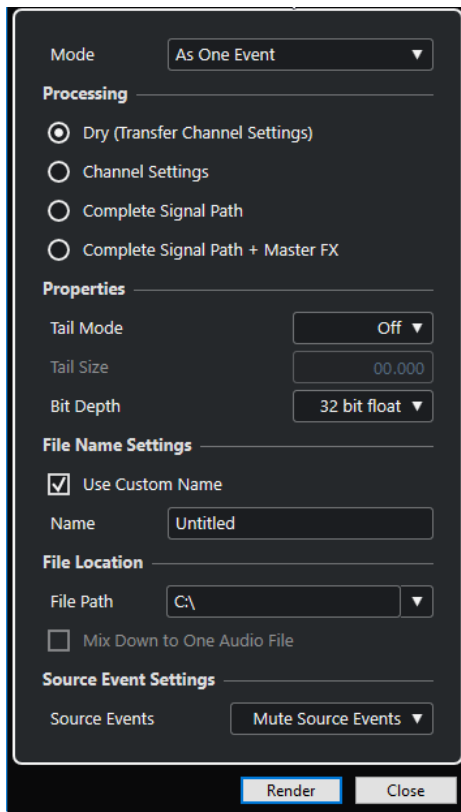 Mode As One Event
Processing
Dry (Transfer Channel Settings)
Channel Settings
Complete Signal Path
Complete Signal Path + Master FX
Properties
Tail Mode Off
Tail Size 00.000
Bit Depth 32 bit float
File Name Settings
Use Custom Name
Name Untitled
File Location
File Path C:\
Mix Down to One Audio File
Source Event Settings
Source Events Mute Source Events
Render Close